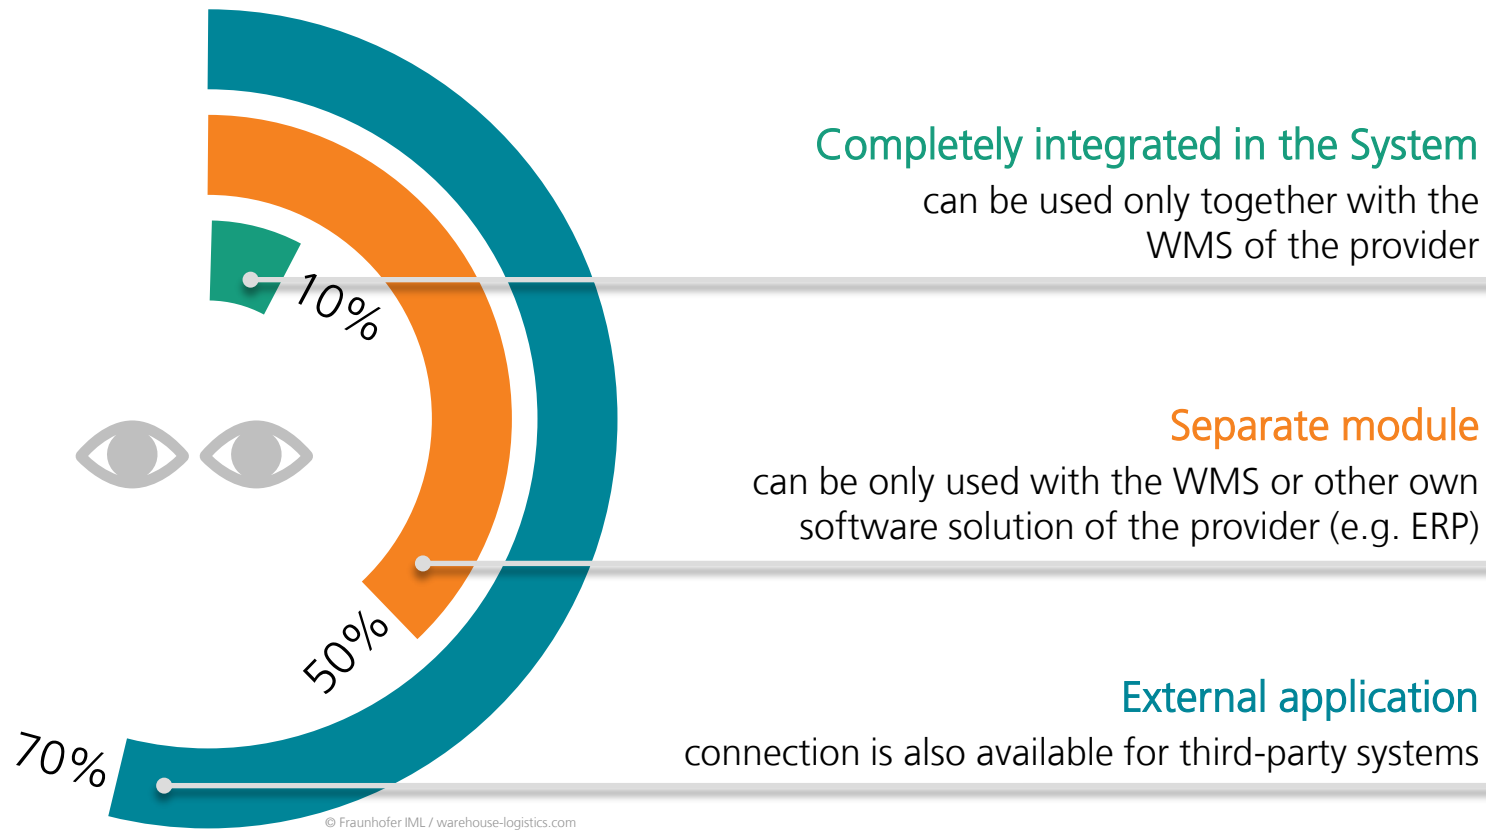 Completely integrated in the System
can be used only together with the
WMS of the provider
10%
Separate module
can be only used with the WMS or other own
software solution of the provider (e.g. ERP)
50%
External application
connection is also available for third-party systems
70%
© Fraunhofer IML / warehouse-logistics.com